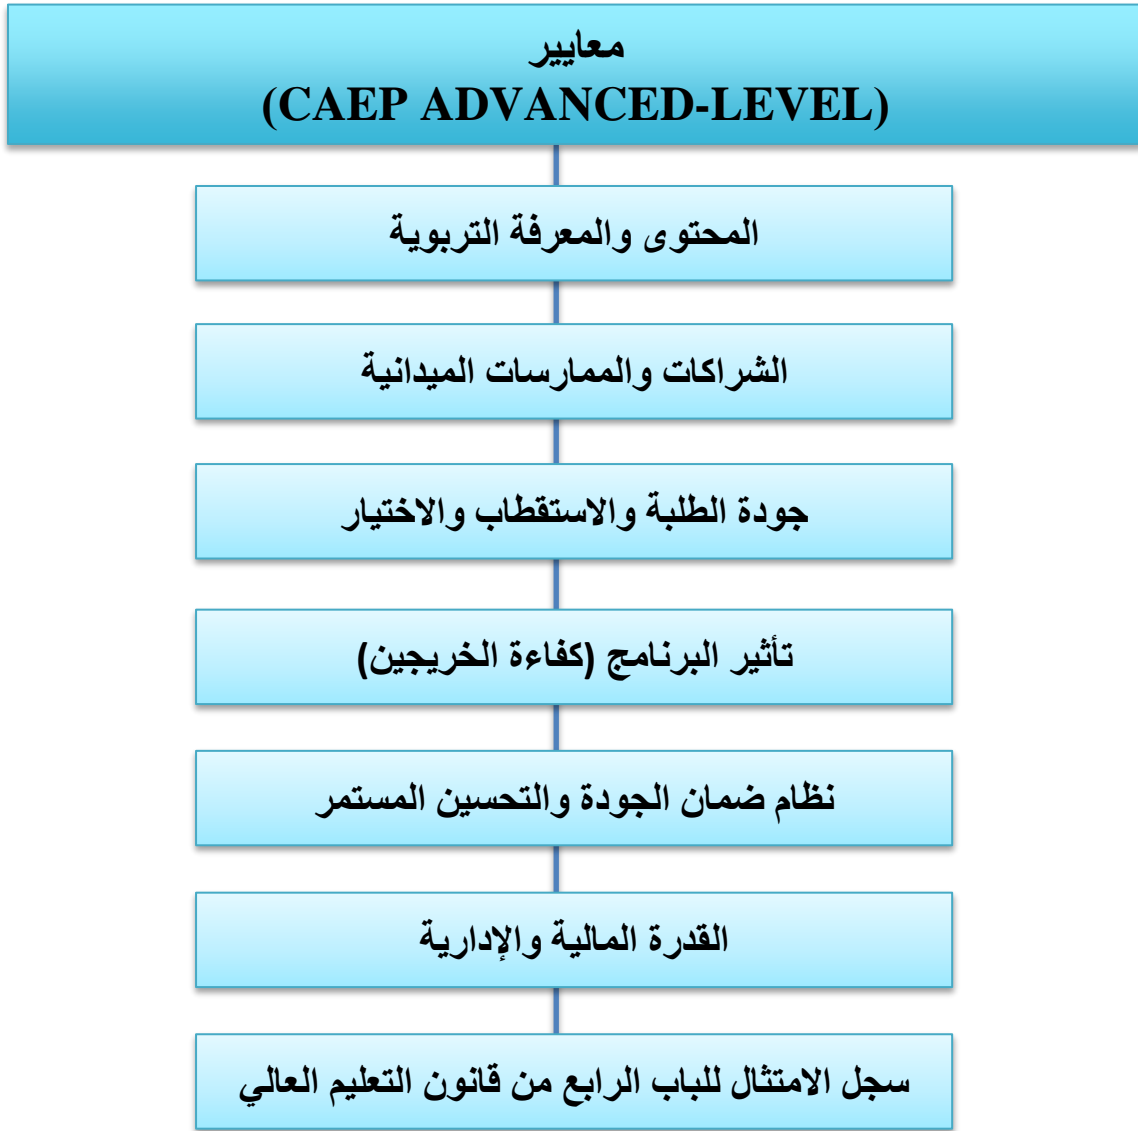 معايير
(CAEP ADVANCED-LEVEL)
المحتوى والمعرفة التربوية
الشراكات والممارسات الميدانية
جودة الطلبة والاستقطاب والاختيار
تأثير البرنامج (كفاءة الخريجين)
نظام ضمان الجودة والتحسين المستمر
القدرة المالية والإدارية
سجل الامتثال للباب الرابع من قانون التعليم العالي